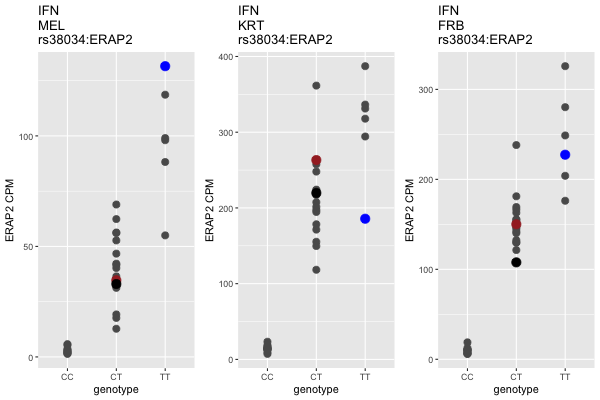 IFN
MEL
rs38034:ERAP2
ERAP2 CPM
100
50
0
CC
CT
TT
genotype
IFN
KRT
rs38034:ERAP2
ERAP2 CPM
400
300
200
100
0
CC
CT
TT
genotype
IFN
FRB
rs38034:ERAP2
ERAP2 CPM
300
200
100
0
CC
CT
TT
genotype